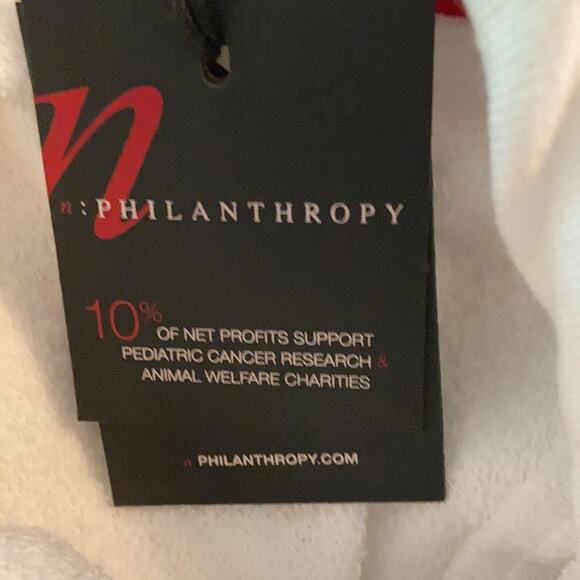 n
n:PHILANTHROPY
10%
OF NET PROFITS SUPPORT
PEDIATRIC CANCER RESEARCH &
ANIMAL WELFARE CHARITIES
n PHILANTHROPY.COM